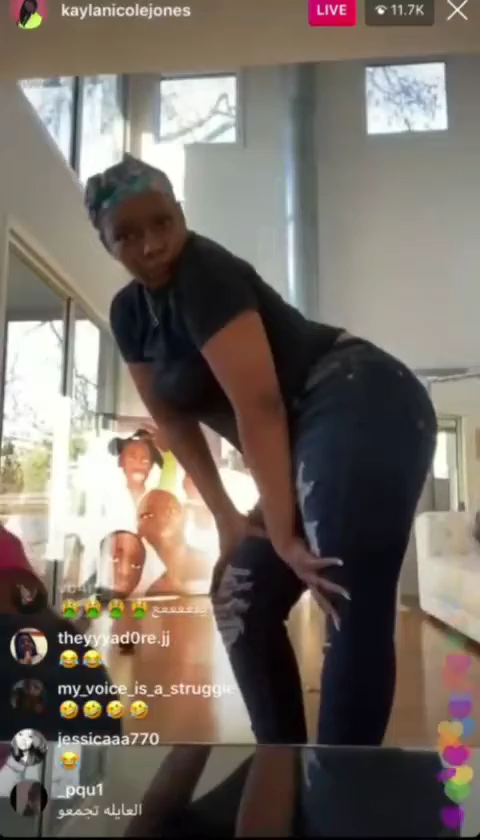 kaylanicolejones
LIVE
11.7K
🤮🤮🤮🤮
theyyyad0re.jj
😂😂
my_voice_is_a_struggle
🤣🤣🤣🤣
jessicaaa770
😂
_pqu1
العايله تجمعو